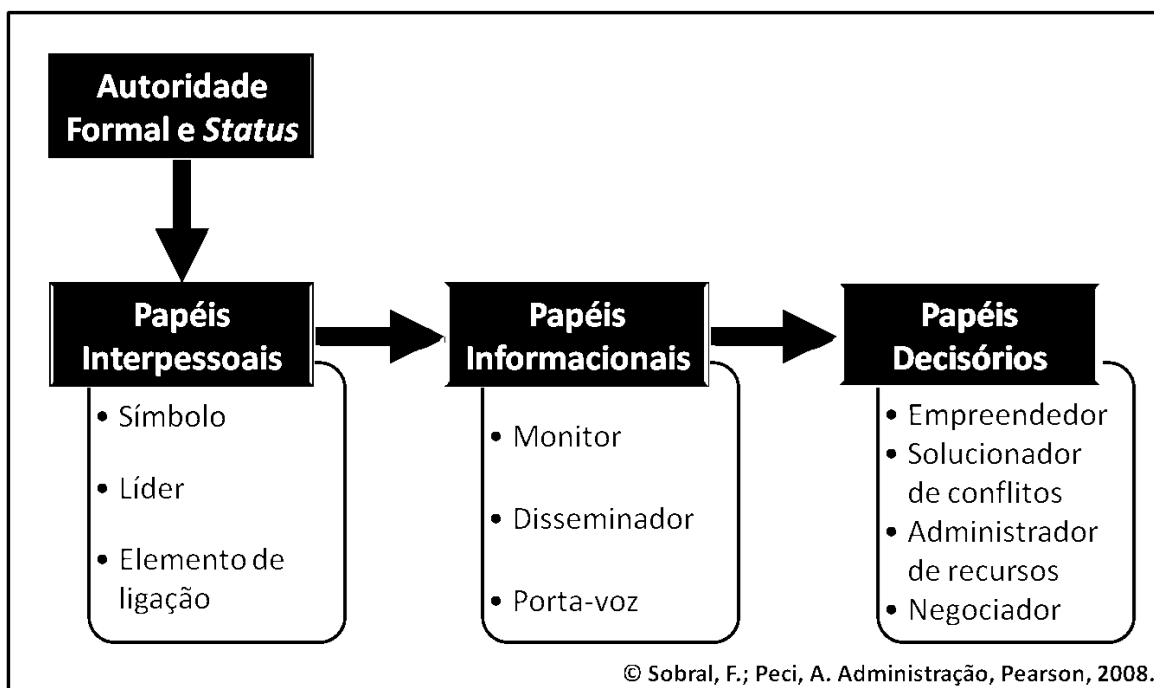 Autoridade
Formal e Status
Papéis
Interpessoais
• Símbolo
• Líder
• Elemento de
ligação
Papéis
Informacionais
• Monitor
• Disseminador
• Porta-voz
Papéis
Decisórios
• Empreendedor
• Solucionador
de conflitos
• Administrador
de recursos
• Negociador
© Sobral, F.; Peci, A. Administração, Pearson, 2008.